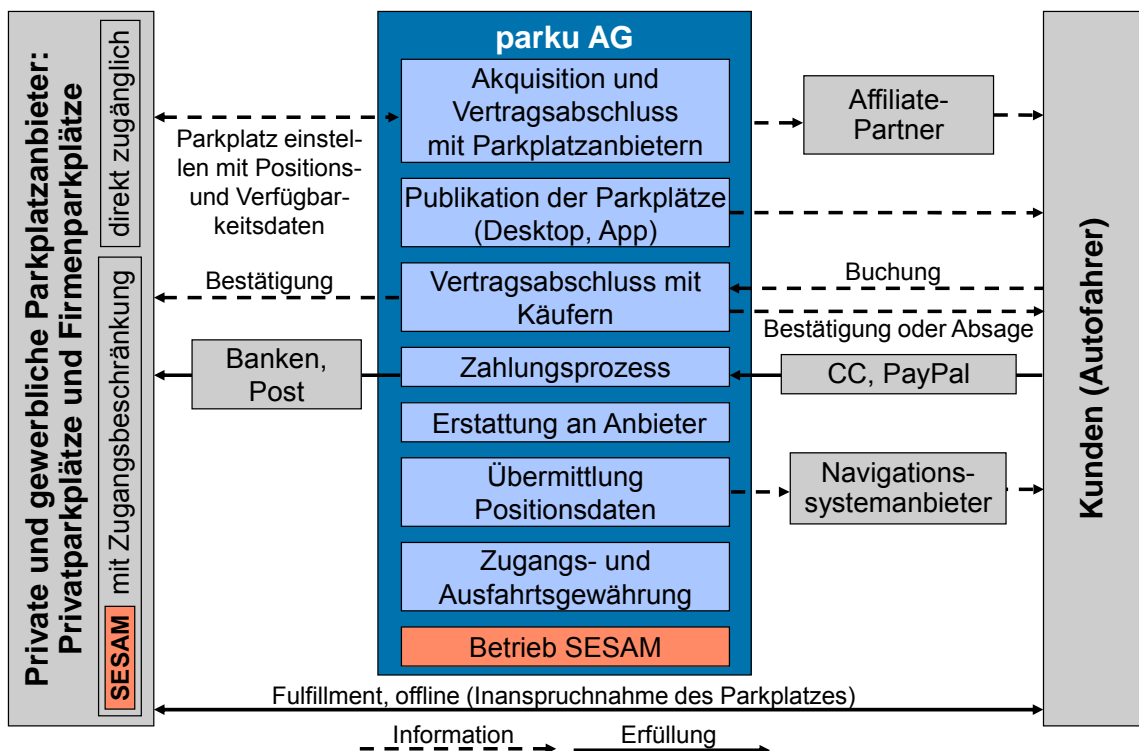 Private und gewerbliche Parkplatzanbieter:
Privatparkplätze und Firmenparkplätze
direkt zugänglich
mit Zugangsbeschränkung
SESAM
Parkplatz einstel-
len mit Positions-
und Verfügbar-
keitsdaten
Bestätigung
Banken,
Post
parku AG
Akquisition und
Vertragsabschluss
mit Parkplatzanbietern
Publikation der Parkplätze
(Desktop, App)
Vertragsabschluss mit
Käufern
Zahlungsprozess
Erstattung an Anbieter
Übermittlung
Positionsdaten
Zugangs- und
Ausfahrtsgewährung
Betrieb SESAM
Affiliate-
Partner
Buchung
Bestätigung oder Absage
CC, PayPal
Navigations-
systemanbieter
Kunden (Autofahrer)
Fulfillment, offline (Inanspruchnahme des Parkplatzes)
Information
Erfüllung